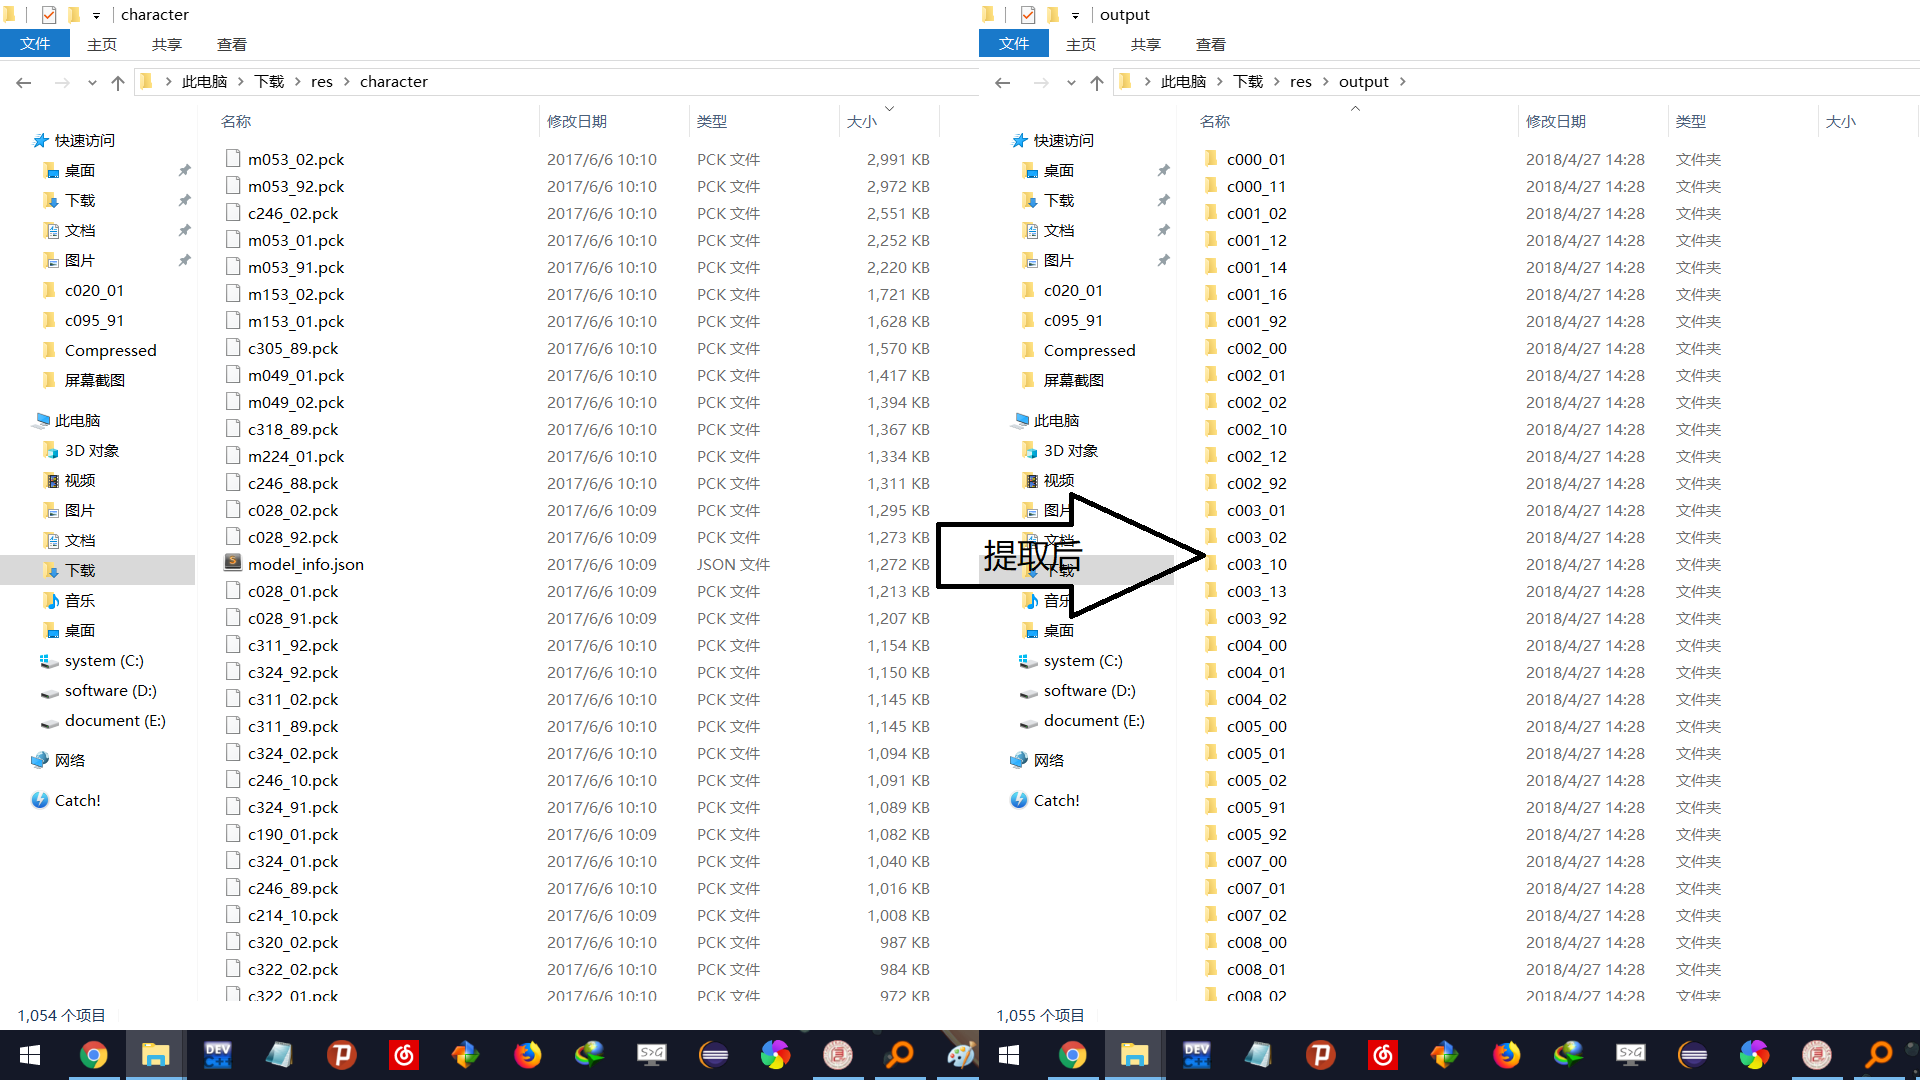 character
文件 主页 共享 查看
此电脑 下载 res character
名称 修改日期 类型 大小
快速访问
桌面
下载
文档
图片
c020_01
c095_91
Compressed
屏幕截图
此电脑
3D 对象
视频
图片
文档
下载
音乐
桌面
system (C:)
software (D:)
document (E:)
网络
Catch!
m053_02.pck 2017/6/6 10:10 PCK 文件 2,991 KB
m053_92.pck 2017/6/6 10:10 PCK 文件 2,972 KB
c246_02.pck 2017/6/6 10:10 PCK 文件 2,551 KB
m053_01.pck 2017/6/6 10:10 PCK 文件 2,252 KB
m053_91.pck 2017/6/6 10:10 PCK 文件 2,220 KB
m153_02.pck 2017/6/6 10:10 PCK 文件 1,721 KB
m153_01.pck 2017/6/6 10:10 PCK 文件 1,628 KB
c305_89.pck 2017/6/6 10:10 PCK 文件 1,570 KB
m049_01.pck 2017/6/6 10:10 PCK 文件 1,417 KB
m049_02.pck 2017/6/6 10:10 PCK 文件 1,394 KB
c318_89.pck 2017/6/6 10:10 PCK 文件 1,367 KB
m224_01.pck 2017/6/6 10:10 PCK 文件 1,334 KB
c246_88.pck 2017/6/6 10:10 PCK 文件 1,311 KB
c028_02.pck 2017/6/6 10:09 PCK 文件 1,295 KB
c028_92.pck 2017/6/6 10:09 PCK 文件 1,273 KB
model_info.json 2017/6/6 10:09 JSON 文件 1,272 KB
c028_01.pck 2017/6/6 10:09 PCK 文件 1,213 KB
c028_91.pck 2017/6/6 10:09 PCK 文件 1,207 KB
c311_92.pck 2017/6/6 10:10 PCK 文件 1,154 KB
c324_92.pck 2017/6/6 10:10 PCK 文件 1,150 KB
c311_02.pck 2017/6/6 10:10 PCK 文件 1,145 KB
c311_89.pck 2017/6/6 10:10 PCK 文件 1,145 KB
c324_02.pck 2017/6/6 10:10 PCK 文件 1,094 KB
c246_10.pck 2017/6/6 10:10 PCK 文件 1,091 KB
c324_91.pck 2017/6/6 10:10 PCK 文件 1,089 KB
c190_01.pck 2017/6/6 10:09 PCK 文件 1,082 KB
c324_01.pck 2017/6/6 10:10 PCK 文件 1,040 KB
c246_89.pck 2017/6/6 10:10 PCK 文件 1,016 KB
c214_10.pck 2017/6/6 10:09 PCK 文件 1,008 KB
c320_02.pck 2017/6/6 10:10 PCK 文件 987 KB
c322_02.pck 2017/6/6 10:10 PCK 文件 984 KB
c322_01.pck 2017/6/6 10:10 PCK 文件 972 KB
1,054 个项目
提取后
output
文件 主页 共享 查看
此电脑 下载 res output
名称 修改日期 类型 大小
快速访问
桌面
下载
文档
图片
c020_01
c095_91
Compressed
屏幕截图
此电脑
3D 对象
视频
图片
文档
下载
音乐
桌面
system (C:)
software (D:)
document (E:)
网络
Catch!
c000_01 2018/4/27 14:28 文件夹
c000_11 2018/4/27 14:28 文件夹
c001_02 2018/4/27 14:28 文件夹
c001_12 2018/4/27 14:28 文件夹
c001_14 2018/4/27 14:28 文件夹
c001_16 2018/4/27 14:28 文件夹
c001_92 2018/4/27 14:28 文件夹
c002_00 2018/4/27 14:28 文件夹
c002_01 2018/4/27 14:28 文件夹
c002_02 2018/4/27 14:28 文件夹
c002_10 2018/4/27 14:28 文件夹
c002_12 2018/4/27 14:28 文件夹
c002_92 2018/4/27 14:28 文件夹
c003_01 2018/4/27 14:28 文件夹
c003_02 2018/4/27 14:28 文件夹
c003_10 2018/4/27 14:28 文件夹
c003_13 2018/4/27 14:28 文件夹
c003_92 2018/4/27 14:28 文件夹
c004_00 2018/4/27 14:28 文件夹
c004_01 2018/4/27 14:28 文件夹
c004_02 2018/4/27 14:28 文件夹
c005_00 2018/4/27 14:28 文件夹
c005_01 2018/4/27 14:28 文件夹
c005_02 2018/4/27 14:28 文件夹
c005_91 2018/4/27 14:28 文件夹
c005_92 2018/4/27 14:28 文件夹
c007_00 2018/4/27 14:28 文件夹
c007_01 2018/4/27 14:28 文件夹
c007_02 2018/4/27 14:28 文件夹
c008_00 2018/4/27 14:28 文件夹
c008_01 2018/4/27 14:28 文件夹
c008_02 2018/4/27 14:28 文件夹
1,055 个项目
DEV C++
S>G
DEV C++
S>G